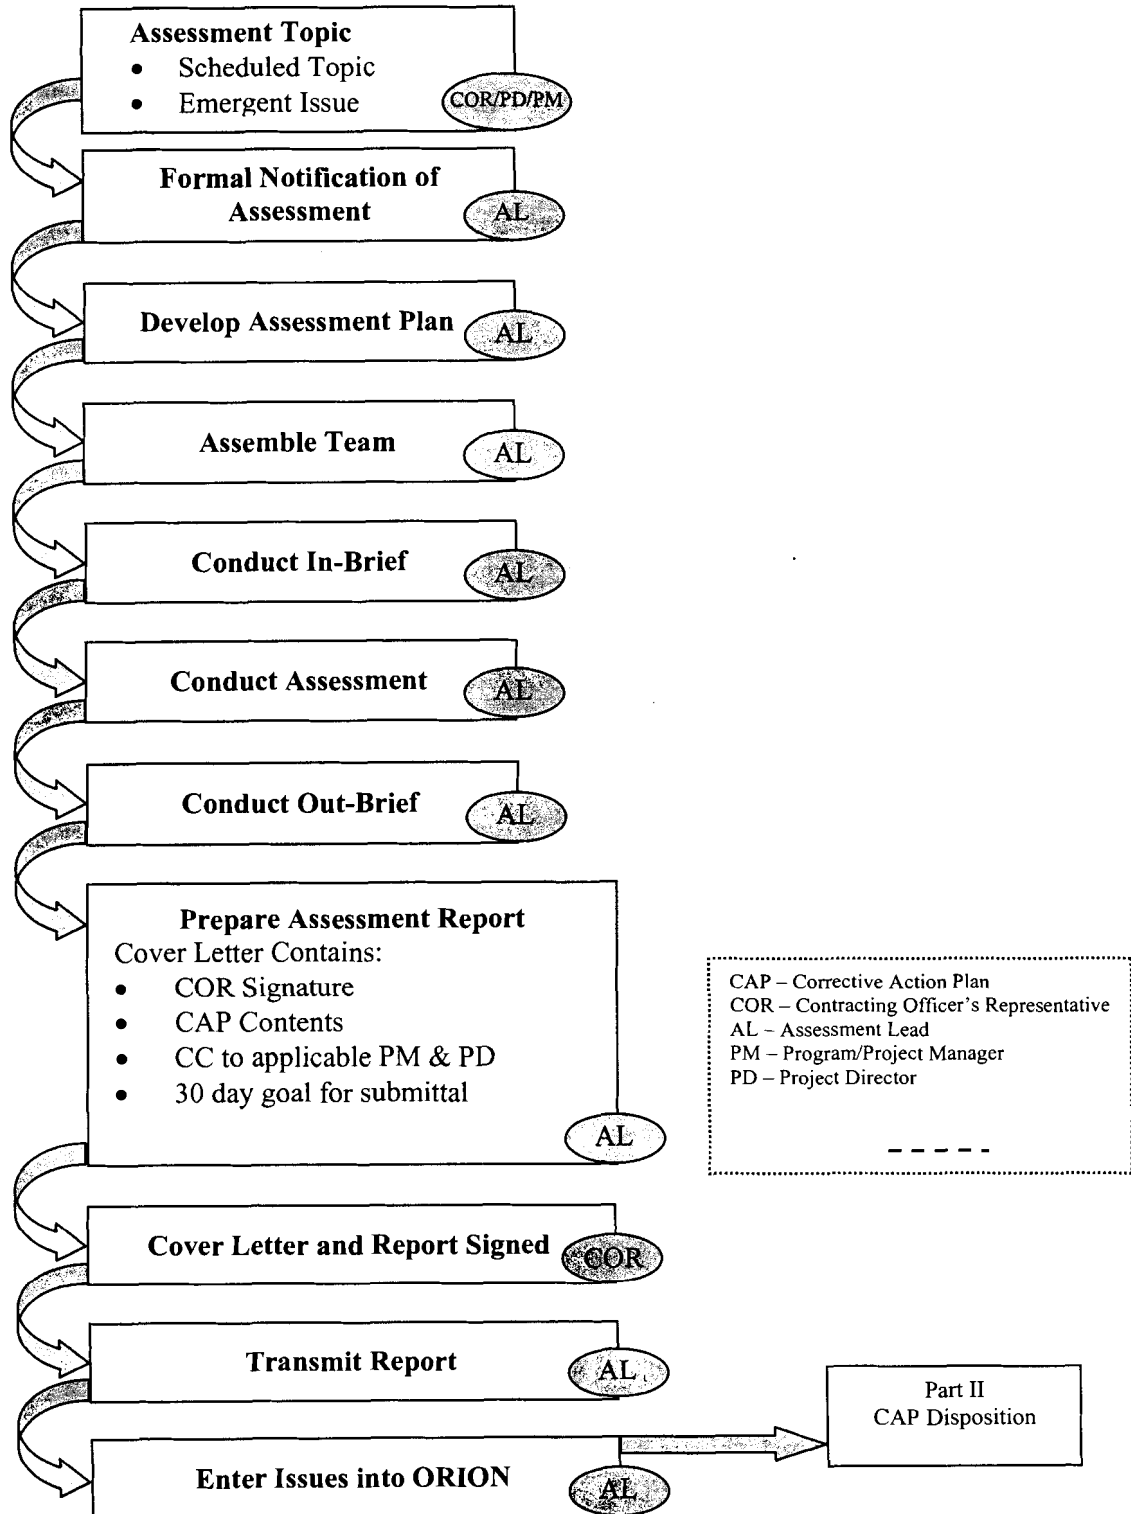 Assessment Topic
• Scheduled Topic
• Emergent Issue
COR/PD/PM
Formal Notification of
Assessment
AL
Develop Assessment Plan
AL
Assemble Team
AL
Conduct In-Brief
AL
Conduct Assessment
AL
Conduct Out-Brief
AL
Prepare Assessment Report
Cover Letter Contains:
• COR Signature
• CAP Contents
• CC to applicable PM & PD
• 30 day goal for submittal
AL
CAP – Corrective Action Plan
COR – Contracting Officer's Representative
AL – Assessment Lead
PM – Program/Project Manager
PD – Project Director
Cover Letter and Report Signed
COR
Transmit Report
AL
Part II
CAP Disposition
Enter Issues into ORION
AL